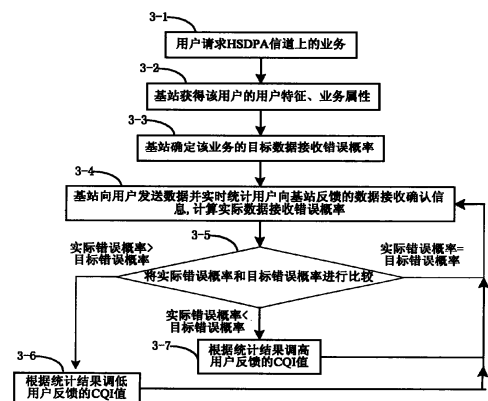 3-1
用户请求HSDPA信道上的业务
3-2
基站获得该用户的用户特征、业务属性
3-3
基站确定该业务的目标数据接收错误概率
3-4
基站向用户发送数据并实时统计用户向基站反馈的数据接收确认信
息,计算实际数据接收错误概率
实际错误概率>
目标错误概率
3-5
实际错误概率=
目标错误概率
将实际错误概率和目标错误概率进行比较
实际错误概率<
目标错误概率
3-7
根据统计结果调高
用户反馈的CQI值
3-6
根据统计结果调低
用户反馈的CQI值